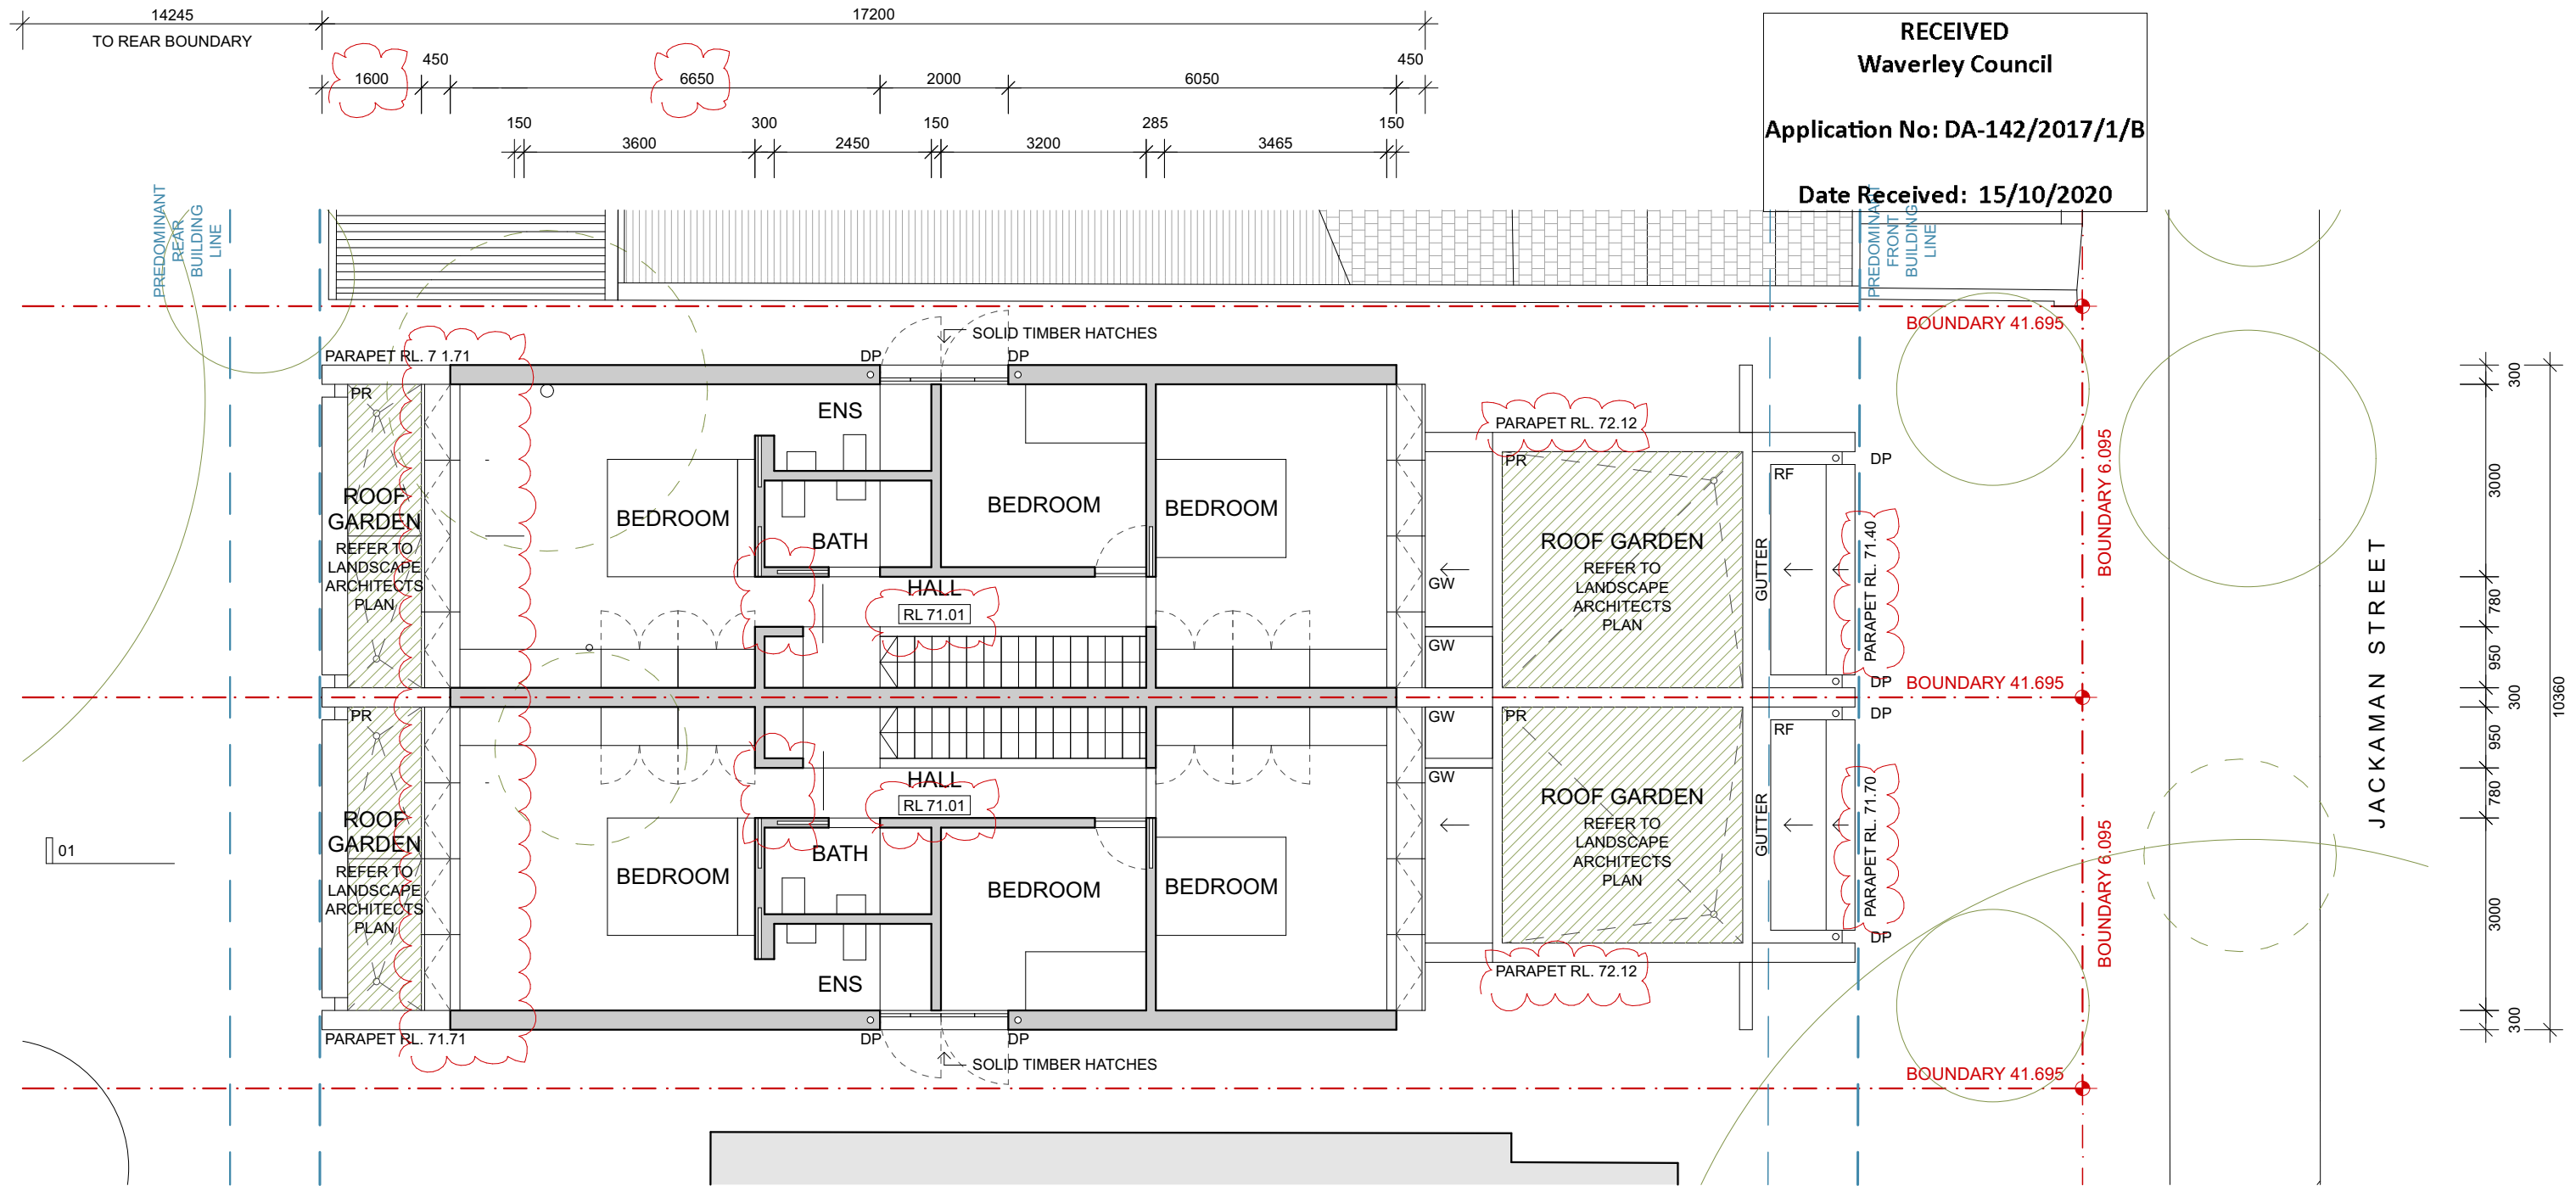 14245
17200
TO REAR BOUNDARY
450
450
1600
6650
2000
6050
150
300
150
285
150
3600
2450
3200
3465
RECEIVED
Waverley Council
Application No: DA-142/2017/1/B
Date Received: 15/10/2020
PREDOMINANT
REAR
BUILDING
LINE
PREDOMINANT
FRONT
BUILDING
LINE
BOUNDARY 41.695
SOLID TIMBER HATCHES
PARAPET RL. 7 1.71
DP
DP
PR
ENS
BEDROOM
BATH
BEDROOM
BEDROOM
HALL
RL 71.01
ROOF
GARDEN
REFER TO
LANDSCAPE
ARCHITECTS
PLAN
PARAPET RL. 72.12
PR
ROOF GARDEN
REFER TO
LANDSCAPE
ARCHITECTS
PLAN
GW
GW
GUTTER
RF
DP
PARAPET RL. 71.40
DP
BOUNDARY 6.095
BOUNDARY 41.695
PR
ROOF
GARDEN
REFER TO
LANDSCAPE
ARCHITECTS
PLAN
HALL
RL 71.01
BEDROOM
BATH
BEDROOM
BEDROOM
ENS
GW
GW
PR
ROOF GARDEN
REFER TO
LANDSCAPE
ARCHITECTS
PLAN
GUTTER
RF
DP
PARAPET RL. 71.70
DP
BOUNDARY 6.095
PARAPET RL. 72.12
PARAPET RL. 71.71
DP
DP
SOLID TIMBER HATCHES
BOUNDARY 41.695
01
JACKAMAN STREET
300
3000
780
950
300
950
780
3000
300
10360